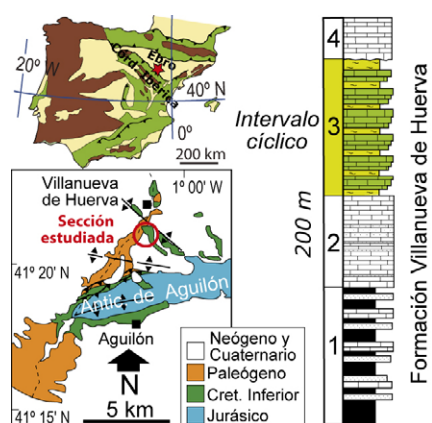 20° W
Ebro
Cord. Ibérica
40° N
0°
200 km
1° 00' W
Villanueva
de Huerva
Sección
estudiada
41° 20' N
Antic. de Aguilón
Aguilón
N
5 km
41° 15' N
Neógeno y
Cuaternario
Paleógeno
Cret. Inferior
Jurásico
4
3
2
1
Intervalo
cíclico
200 m
Formación Villanueva de Huerva